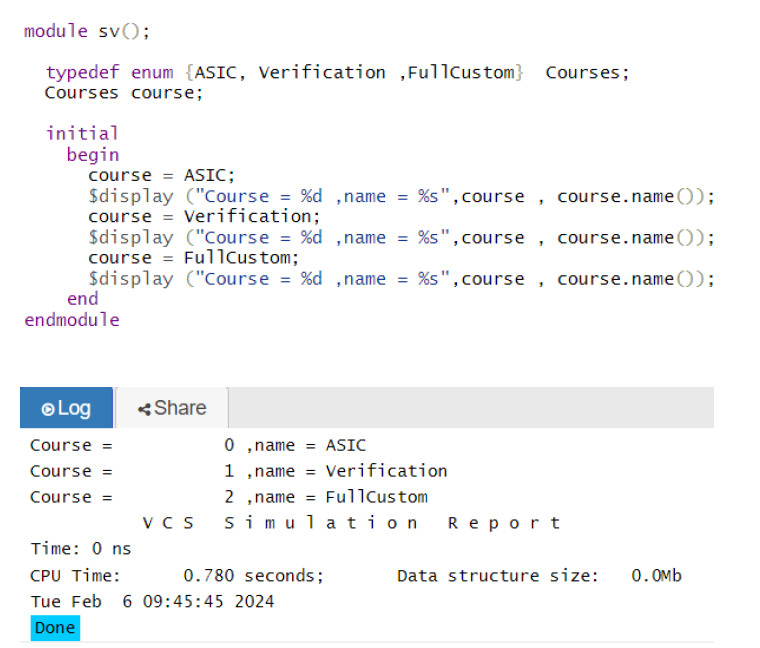 module sv();
typedef enum {ASIC, Verification ,FullCustom}  Courses;
Courses course;
initial
begin
course = ASIC;
$display ("Course = %d ,name = %s",course , course.name());
course = Verification;
$display ("Course = %d ,name = %s",course , course.name());
course = FullCustom;
$display ("Course = %d ,name = %s",course , course.name());
end
endmodule
Log Share
Course =           0 ,name = ASIC
Course =           1 ,name = Verification
Course =           2 ,name = FullCustom
V C S   S i m u l a t i o n   R e p o r t
Time: 0 ns
CPU Time:      0.780 seconds;       Data structure size:   0.0Mb
Tue Feb  6 09:45:45 2024
Done